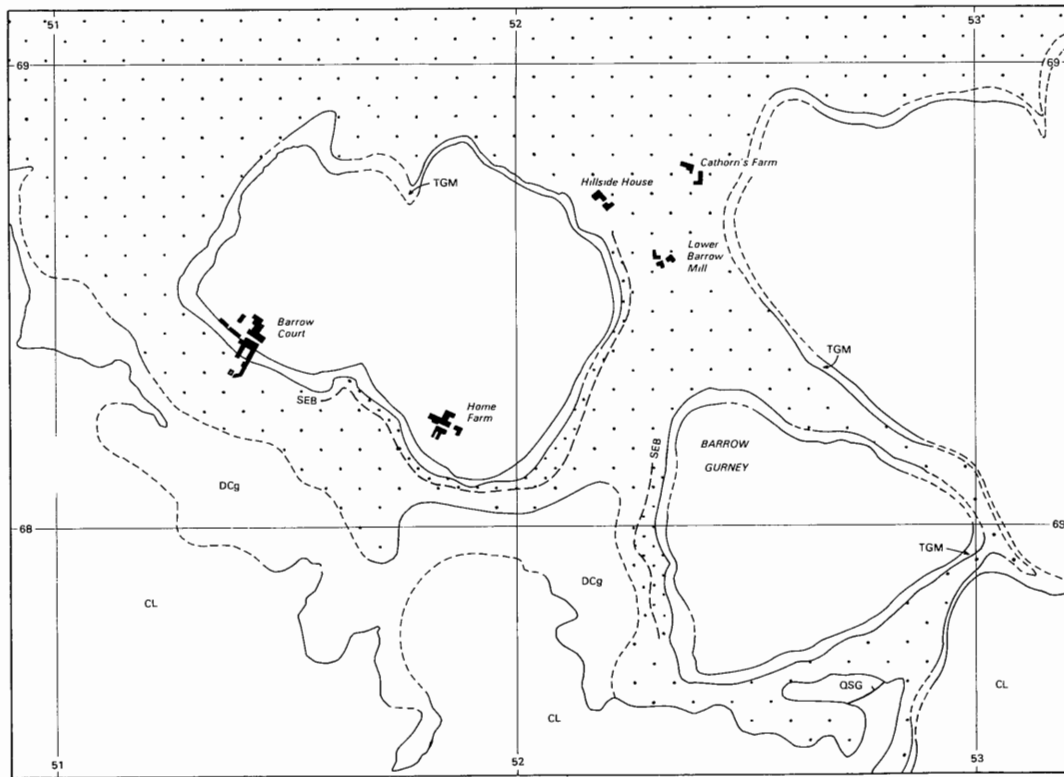 51
52
53
69
69
TGM
Cathorn's Farm
Hillside House
Lower
Barrow
Mill
Barrow
Court
TGM
SEB
Home
Farm
SEB
BARROW
GURNEY
DCg
68
69
TGM
DCg
CL
QSG
CL
CL
51
52
53